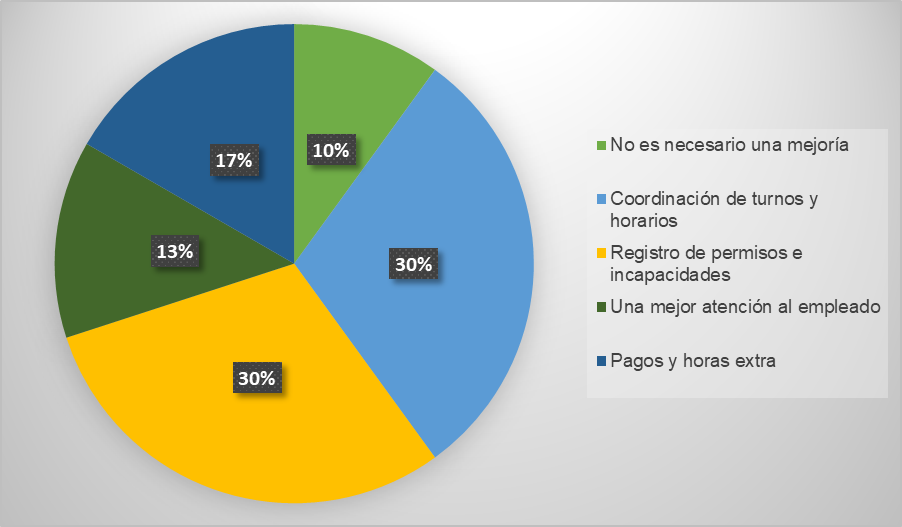 10%
17%
13%
30%
30%
No es necesario una mejoría
Coordinación de turnos y
horarios
Registro de permisos e
incapacidades
Una mejor atención al empleado
Pagos y horas extra